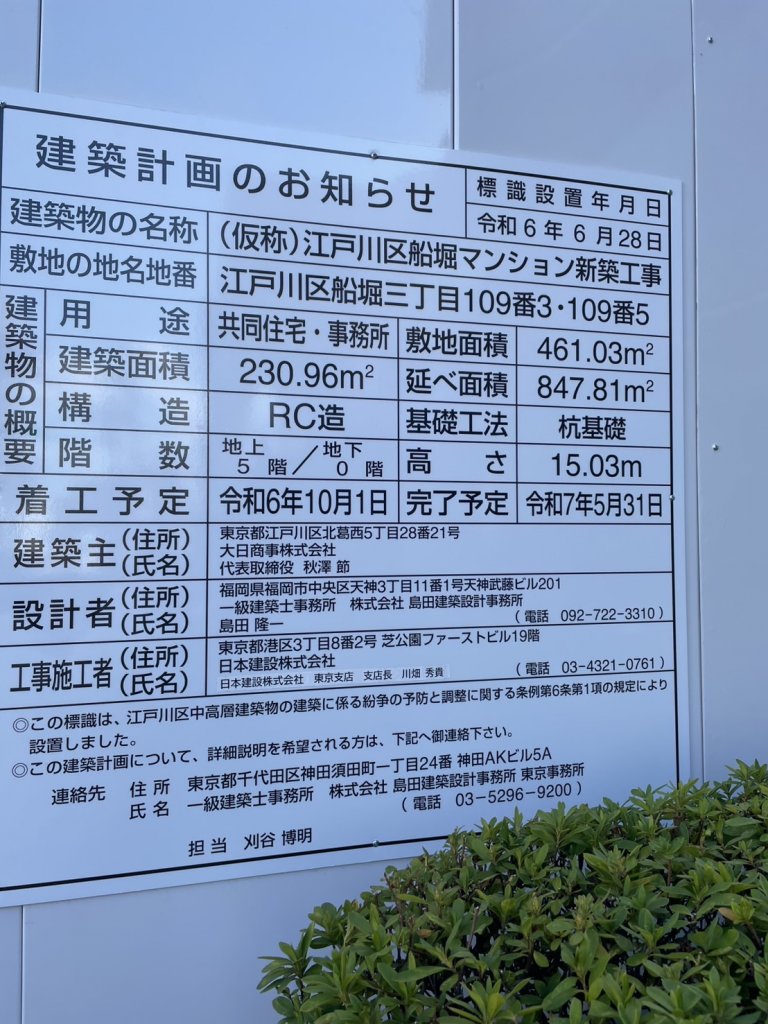 建築計画のお知らせ
標識設置年月日
令和6年6月28日
建築物の名称 (仮称)江戸川区船堀マンション新築工事
敷地の地名地番 江戸川区船堀三丁目109番3・109番5
建築物の概要
用途 共同住宅・事務所 敷地面積 461.03m²
建築面積 230.96m² 延べ面積 847.81m²
構造 RC造 基礎工法 杭基礎
階数 地上5階/地下0階 高さ 15.03m
着工予定 令和6年10月1日 完了予定 令和7年5月31日
建築主 (住所) (氏名)
東京都江戸川区北葛西5丁目28番21号
大日商事株式会社
代表取締役 秋澤 節
設計者 (住所) (氏名)
福岡県福岡市中央区天神3丁目11番1号天神武藤ビル201
一級建築士事務所 株式会社 島田建築設計事務所
島田 隆一 (電話 092-722-3310)
工事施工者 (住所) (氏名)
東京都港区3丁目8番2号 芝公園ファーストビル19階
日本建設株式会社 (電話 03-4321-0761)
日本建設株式会社 東京支店 支店長 川畑 秀貴
◎この標識は、江戸川区中高層建築物の建築に係る紛争の予防と調整に関する条例第6条第1項の規定により
設置しました。
◎この建築計画について、詳細説明を希望される方は、下記へ御連絡下さい。
連絡先 住所 東京都千代田区神田須田町一丁目24番 神田AKビル5A
氏名 一級建築士事務所 株式会社 島田建築設計事務所 東京事務所
(電話 03-5296-9200)
担当 刈谷 博明